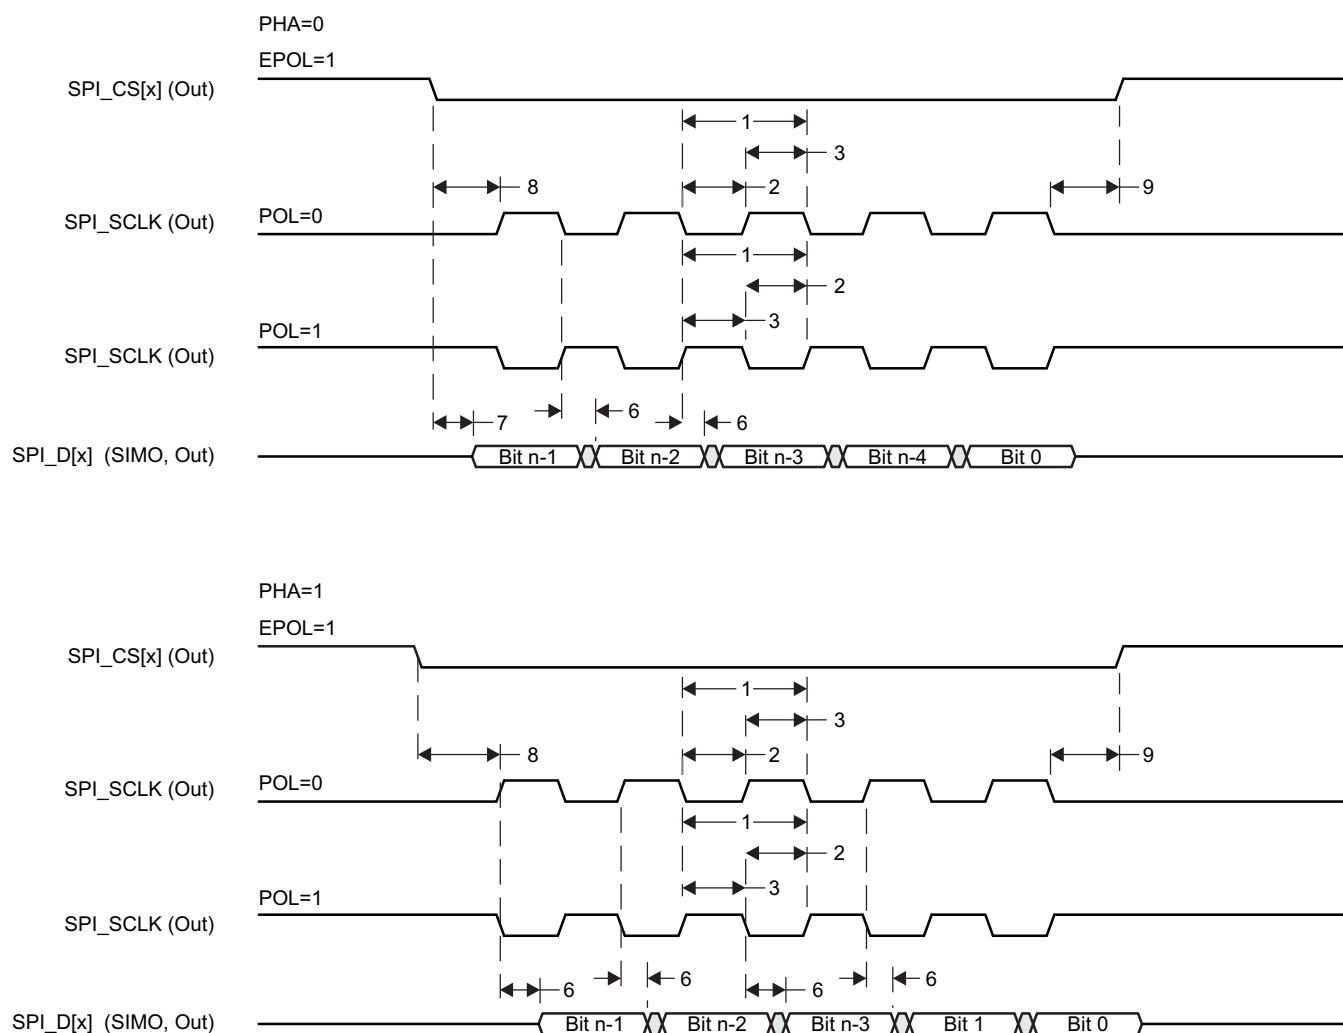 PHA=0
EPOL=1
SPI_CS[x] (Out)
1
3
8
2
9
SPI_SCLK (Out)
POL=0
1
2
3
POL=1
SPI_SCLK (Out)
7
6
6
SPI_D[x] (SIMO, Out)
Bit n-1
Bit n-2
Bit n-3
Bit n-4
Bit 0
PHA=1
EPOL=1
SPI_CS[x] (Out)
1
3
8
2
9
SPI_SCLK (Out)
POL=0
1
2
3
POL=1
SPI_SCLK (Out)
6
6
6
6
SPI_D[x] (SIMO, Out)
Bit n-1
Bit n-2
Bit n-3
Bit 1
Bit 0